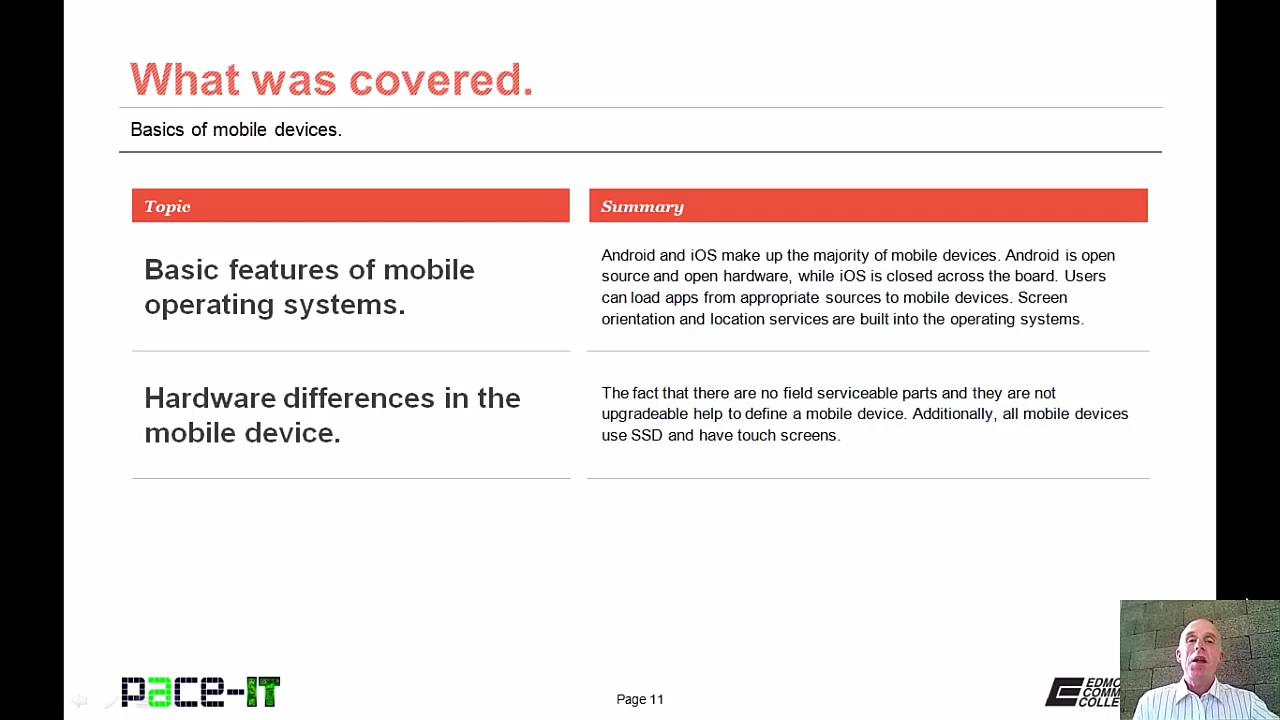 What was covered.
Basics of mobile devices.
Topic
Summary
Basic features of mobile
operating systems.
Android and iOS make up the majority of mobile devices. Android is open
source and open hardware, while iOS is closed across the board. Users
can load apps from appropriate sources to mobile devices. Screen
orientation and location services are built into the operating systems.
Hardware differences in the
mobile device.
The fact that there are no field serviceable parts and they are not
upgradeable help to define a mobile device. Additionally, all mobile devices
use SSD and have touch screens.
pace-IT
Page 11